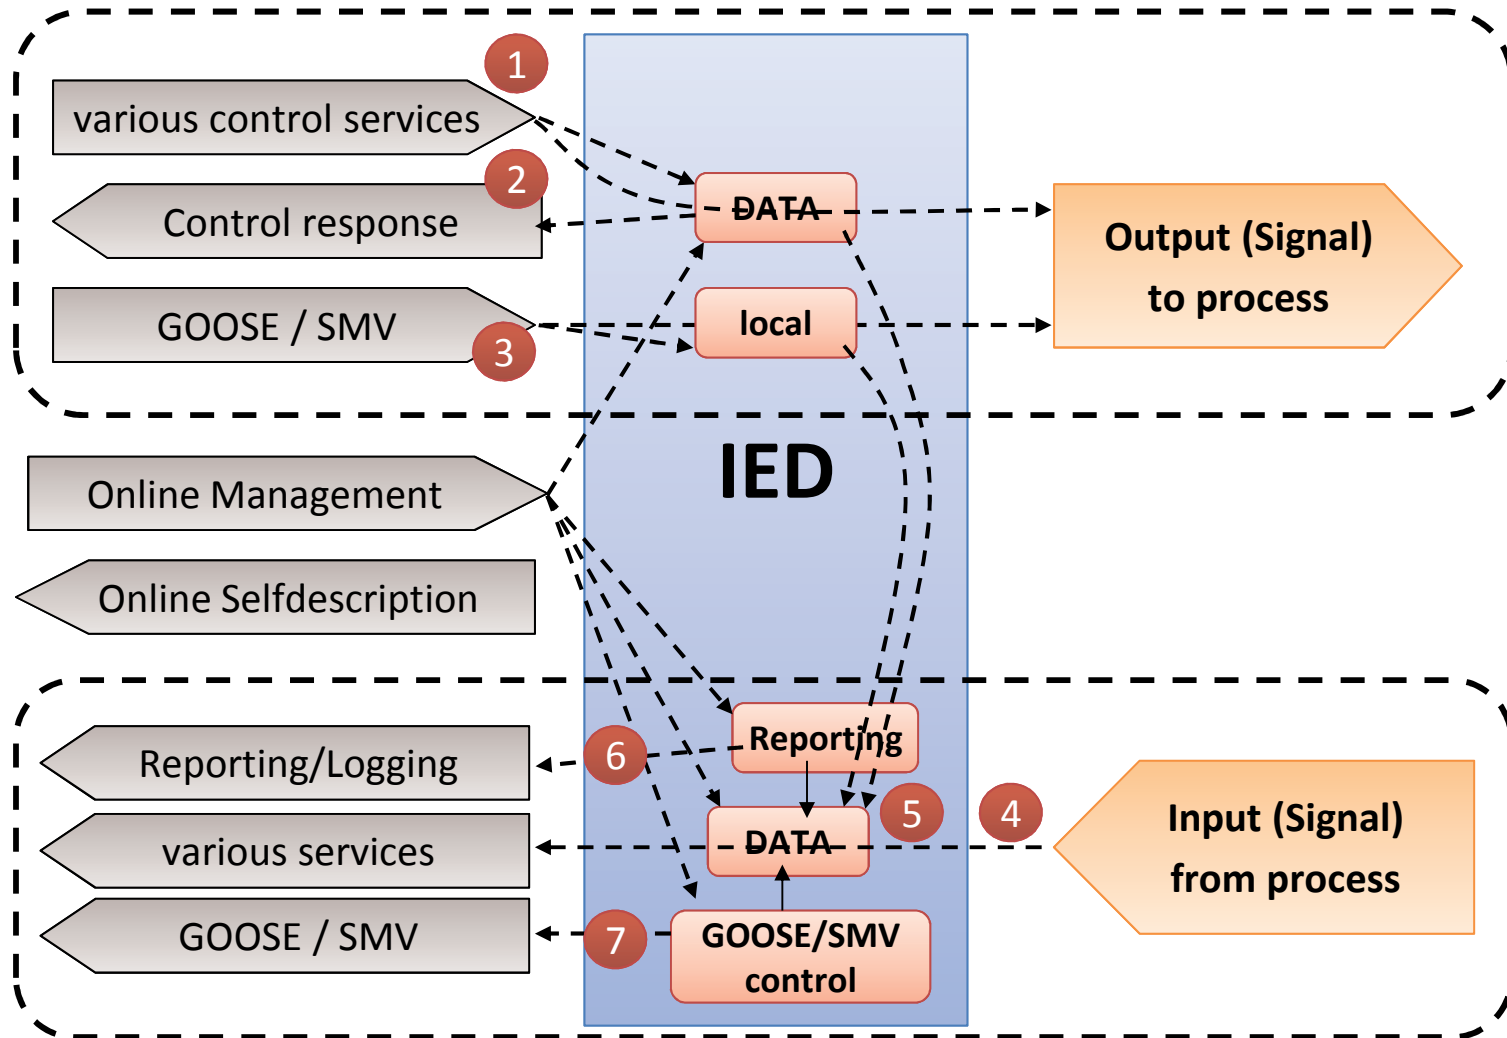 1
various control services
2
DATA
Control response
Output (Signal)
to process
GOOSE / SMV
3
local
IED
Online Management
Online Selfdescription
Reporting
6
Reporting/Logging
5
4
Input (Signal)
from process
various services
DATA
GOOSE / SMV
7
GOOSE/SMV
control